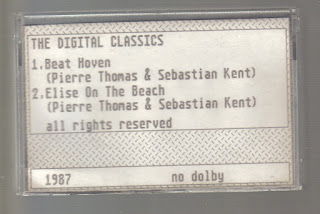 THE DIGITAL CLASSICS
1.Beat Hoven
(Pierre Thomas & Sebastian Kent)
2.Elise On The Beach
(Pierre Thomas & Sebastian Kent)
all rights reserved
1987 no dolby